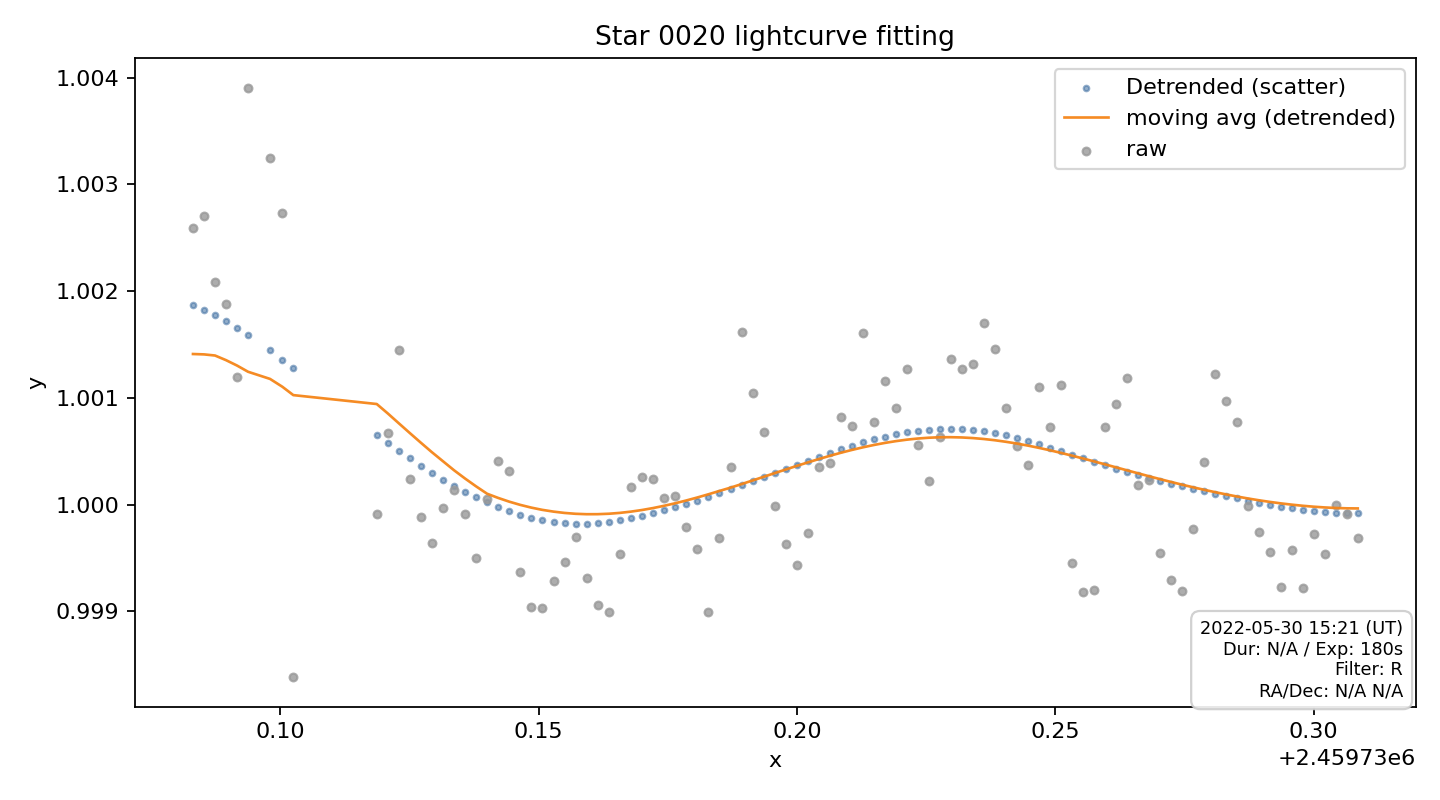 Star 0020 lightcurve fitting
Detrended (scatter)
moving avg (detrended)
raw
1.004
1.003
1.002
1.001
1.000
0.999
y
2022-05-30 15:21 (UT)
Dur: N/A / Exp: 180s
Filter: R
RA/Dec: N/A N/A
0.10 0.15 0.20 0.25 0.30
x
+2.45973e6